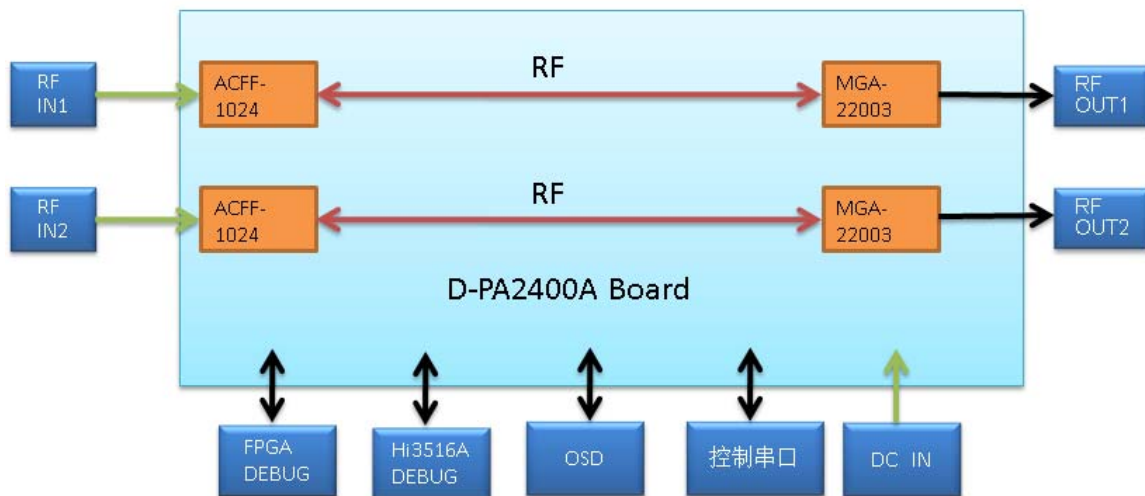 RF
IN1
ACFF-
1024
RF
MGA-
22003
RF
OUT1
RF
IN2
ACFF-
1024
RF
MGA-
22003
RF
OUT2
D-PA2400A Board
FPGA
DEBUG
Hi3516A
DEBUG
OSD
控制串口
DC IN